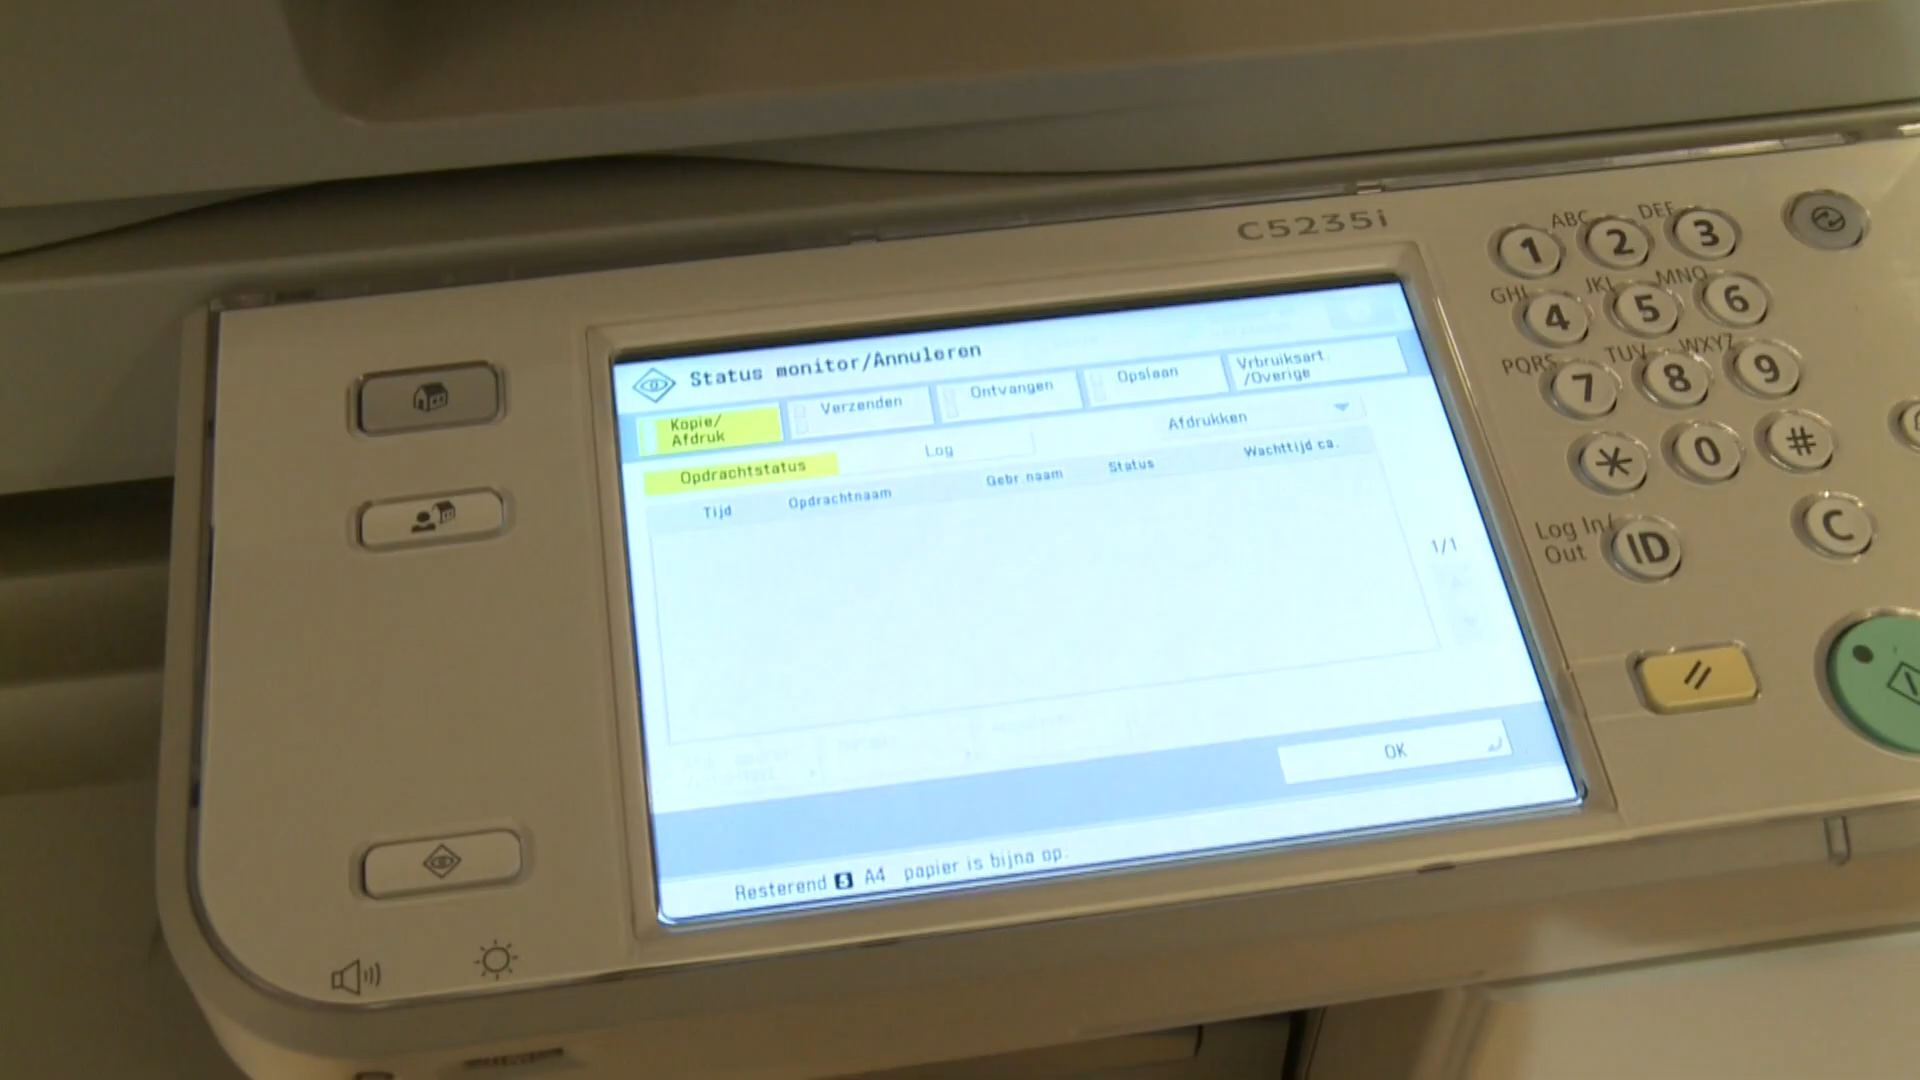 C5235i
Status monitor/Annuleren
Kopie/
Afdruk
Verzenden
Ontvangen
Opslaan
Vrbruiksart.
/Overige
Opdrachtstatus
Log
Afdrukken
Tijd
Opdrachtnaam
Gebr.naam
Status
Wachttijd ca.
1/1
OK
Resterend 5 A4 papier is bijna op.
ABC
DEF
1
2
3
GHI
JKL
MNO
4
5
6
PQRS
TUV
WXYZ
7
8
9
*
0
#
Log In/
Out
ID
C